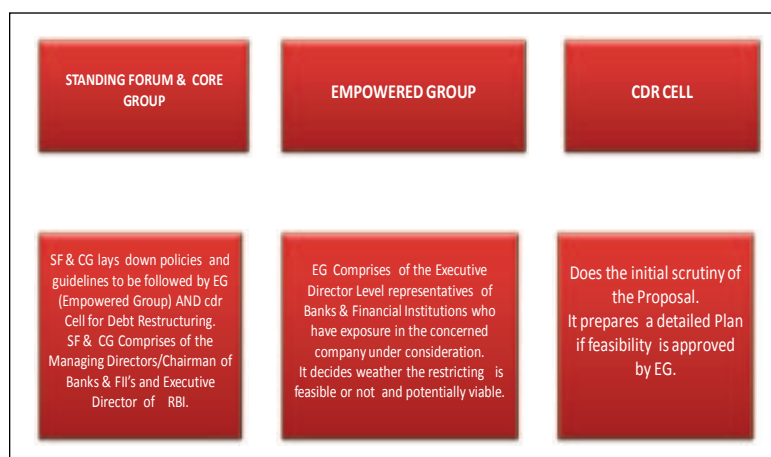 STANDING FORUM & CORE
GROUP
EMPOWERED GROUP
CDR CELL
SF & CG lays down policies and
guidelines to be followed by EG
(Empowered Group) AND cdr
Cell for Debt Restructuring.
SF & CG Comprises of the
Managing Directors/Chairman of
Banks & FII's and Executive
Director of RBI.
EG Comprises of the Executive
Director Level representatives of
Banks & Financial Institutions who
have exposure in the concerned
company under consideration.
It decides weather the restricting is
feasible or not and potentially viable.
Does the initial scrutiny of
the Proposal.
It prepares a detailed Plan
if feasibility is approved
by EG.